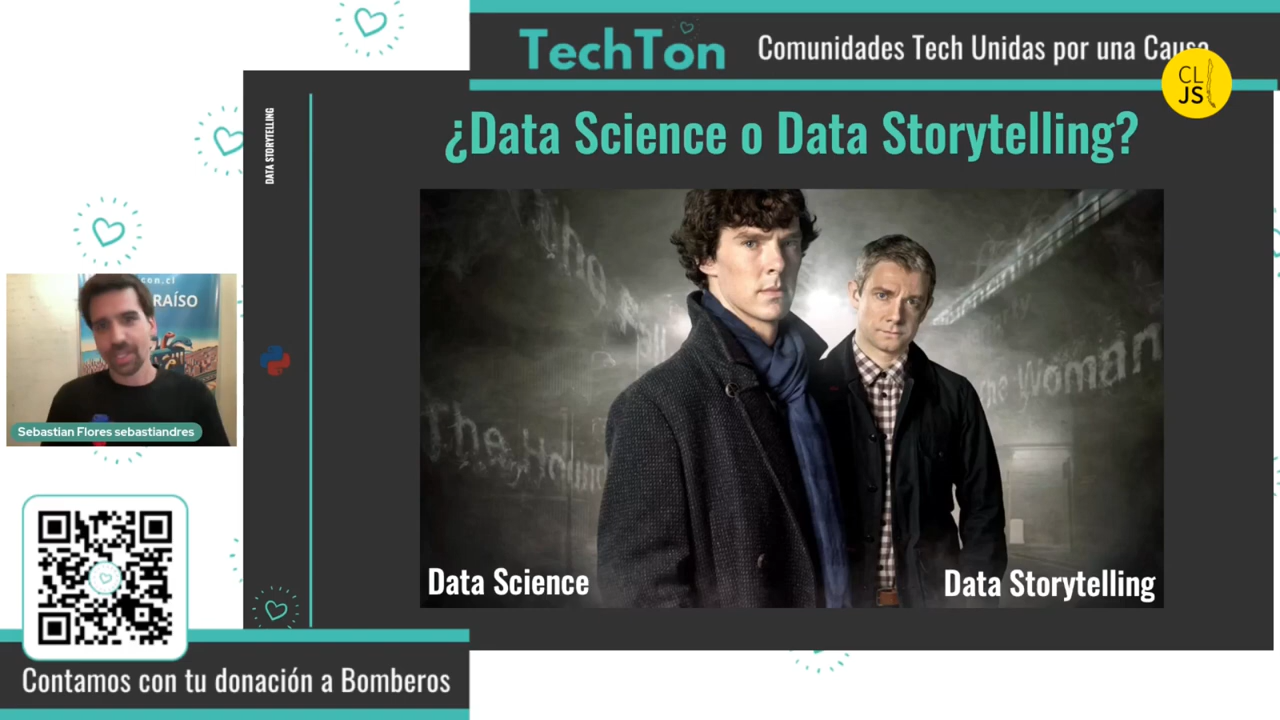 TechTon
Comunidades Tech Unidas por una Causa
CL
JS
DATA STORYTELLING
¿Data Science o Data Storytelling?
The Woman
Data Science
Data Storytelling
RAÍSO
Sebastian Flores sebastiandres
Contamos con tu donación a Bomberos